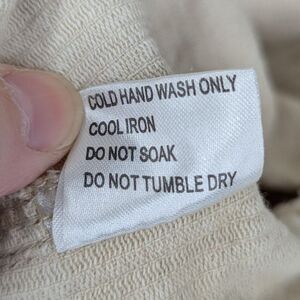 COLD HAND WASH ONLY
COOL IRON
DO NOT SOAK
DO NOT TUMBLE DRY